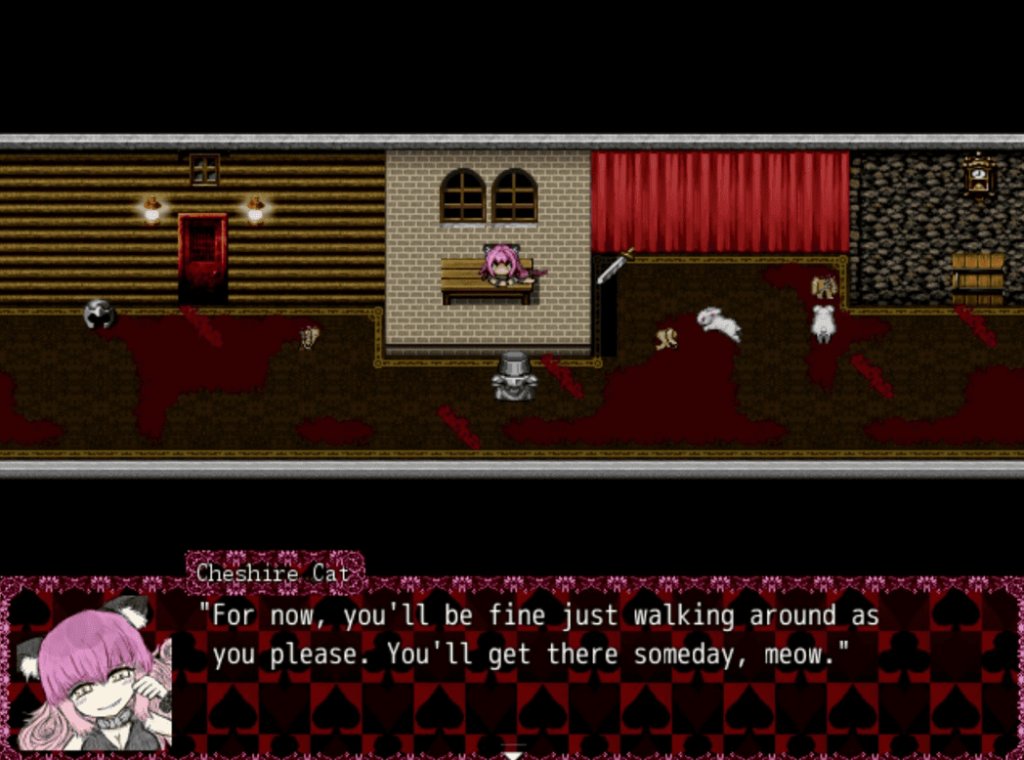 Cheshire Cat
"For now, you'll be fine just walking around as
you please. You'll get there someday, meow."